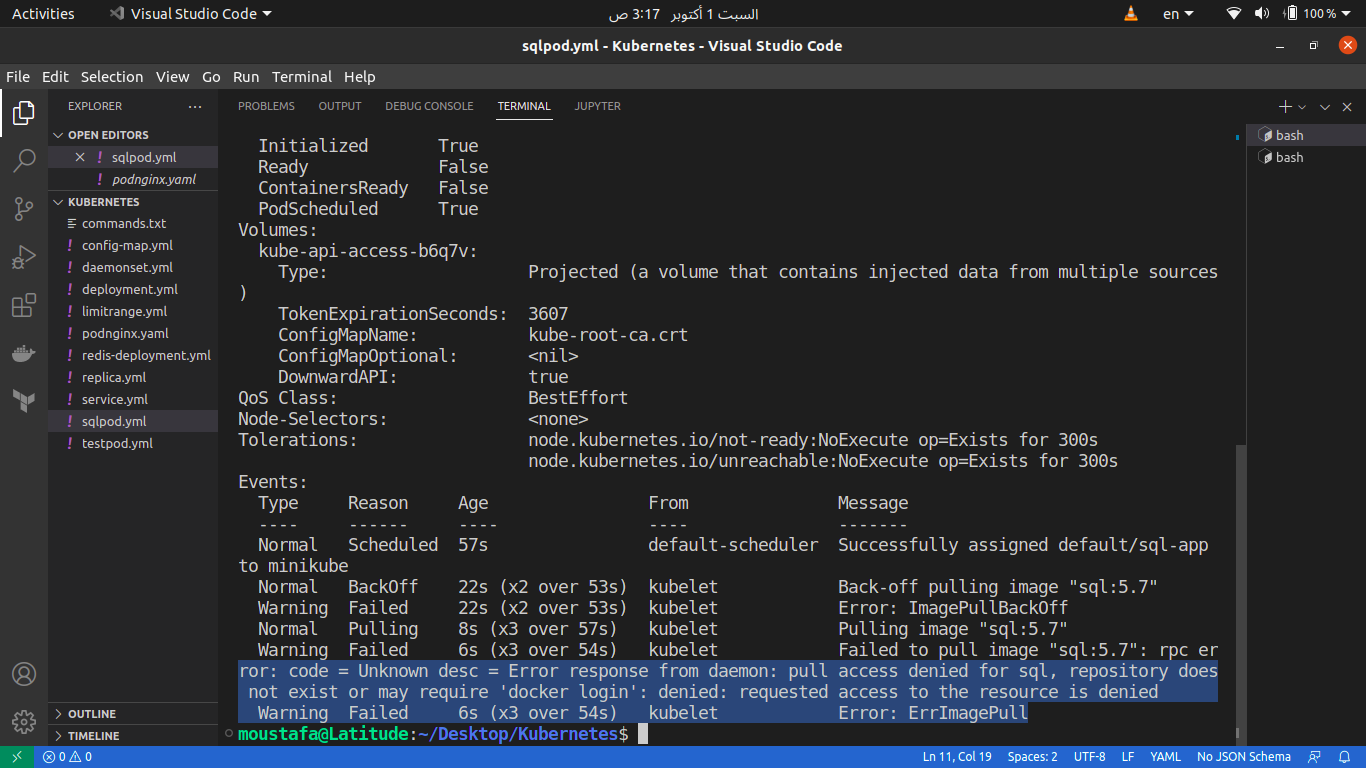 Activities
Visual Studio Code
السبت 1 أكتوبر 3:17 ص
en
100 %
sqlpod.yml - Kubernetes - Visual Studio Code
File Edit Selection View Go Run Terminal Help
EXPLORER
OPEN EDITORS
sqlpod.yml
podnginx.yaml
KUBERNETES
commands.txt
config-map.yml
daemonset.yml
deployment.yml
limitrange.yml
podnginx.yaml
redis-deployment.yml
replica.yml
service.yml
sqlpod.yml
testpod.yml
OUTLINE
TIMELINE
PROBLEMS OUTPUT DEBUG CONSOLE TERMINAL JUPYTER
Initialized True
Ready False
ContainersReady False
PodScheduled True
Volumes:
kube-api-access-b6q7v:
Type: Projected (a volume that contains injected data from multiple sources
)
TokenExpirationSeconds: 3607
ConfigMapName: kube-root-ca.crt
ConfigMapOptional: <nil>
DownwardAPI: true
QoS Class: BestEffort
Node-Selectors: <none>
Tolerations: node.kubernetes.io/not-ready:NoExecute op=Exists for 300s
node.kubernetes.io/unreachable:NoExecute op=Exists for 300s
Events:
Type Reason Age From Message
---- ------ ---- ---- -------
Normal Scheduled 57s default-scheduler Successfully assigned default/sql-app
to minikube
Normal BackOff 22s (x2 over 53s) kubelet Back-off pulling image "sql:5.7"
Warning Failed 22s (x2 over 53s) kubelet Error: ImagePullBackOff
Normal Pulling 8s (x3 over 57s) kubelet Pulling image "sql:5.7"
Warning Failed 6s (x3 over 54s) kubelet Failed to pull image "sql:5.7": rpc er
ror: code = Unknown desc = Error response from daemon: pull access denied for sql, repository does
not exist or may require 'docker login': denied: requested access to the resource is denied
Warning Failed 6s (x3 over 54s) kubelet Error: ErrImagePull
moustafa@Latitude:~/Desktop/Kubernetes$
bash
bash
0 0
Ln 11, Col 19 Spaces: 2 UTF-8 LF YAML No JSON Schema